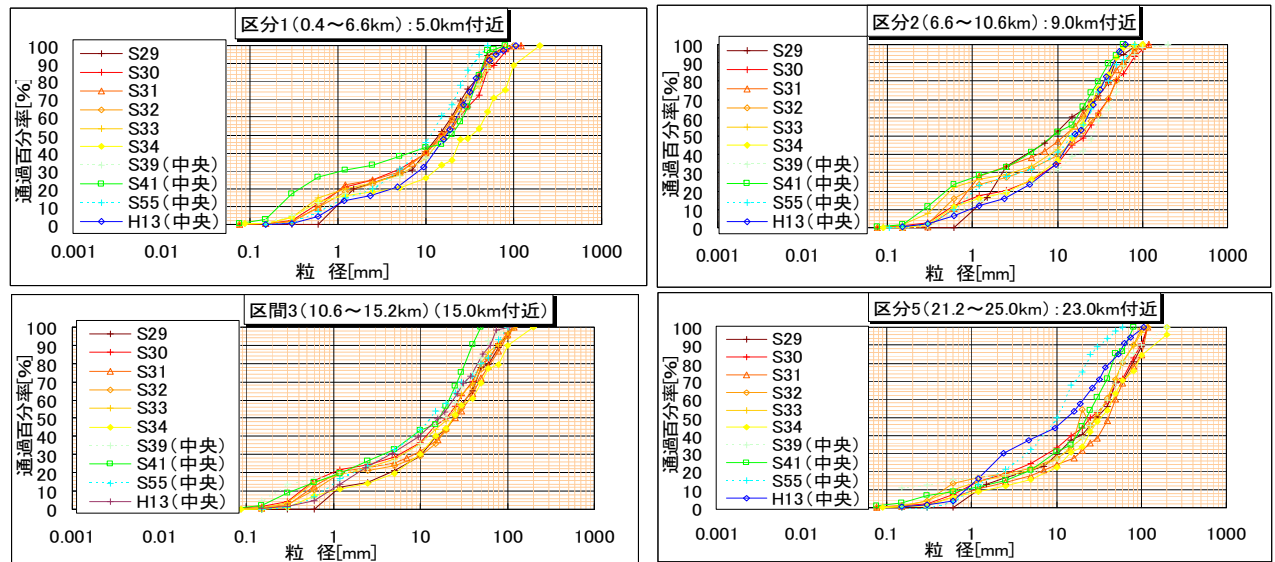 区分1(0.4～6.6km):5.0km付近
通過百分率[%]
100
90
80
70
60
50
40
30
20
10
0
S29
S30
S31
S32
S33
S34
S39(中央)
S41(中央)
S55(中央)
H13(中央)
0.001 0.01 0.1 1 10 100 1000
粒 径[mm]
区分2(6.6～10.6km):9.0km付近
通過百分率[%]
100
90
80
70
60
50
40
30
20
10
0
S29
S30
S31
S32
S33
S34
S39(中央)
S41(中央)
S55(中央)
H13(中央)
0.001 0.01 0.1 1 10 100 1000
粒 径[mm]
区間3(10.6～15.2km)(15.0km付近)
通過百分率[%]
100
90
80
70
60
50
40
30
20
10
0
S29
S30
S31
S32
S33
S34
S39(中央)
S41(中央)
S55(中央)
H13(中央)
0.001 0.01 0.1 1 10 100 1000
粒 径[mm]
区分5(21.2～25.0km):23.0km付近
通過百分率[%]
100
90
80
70
60
50
40
30
20
10
0
S29
S30
S31
S32
S33
S34
S39(中央)
S41(中央)
S55(中央)
H13(中央)
0.001 0.01 0.1 1 10 100 1000
粒 径[mm]